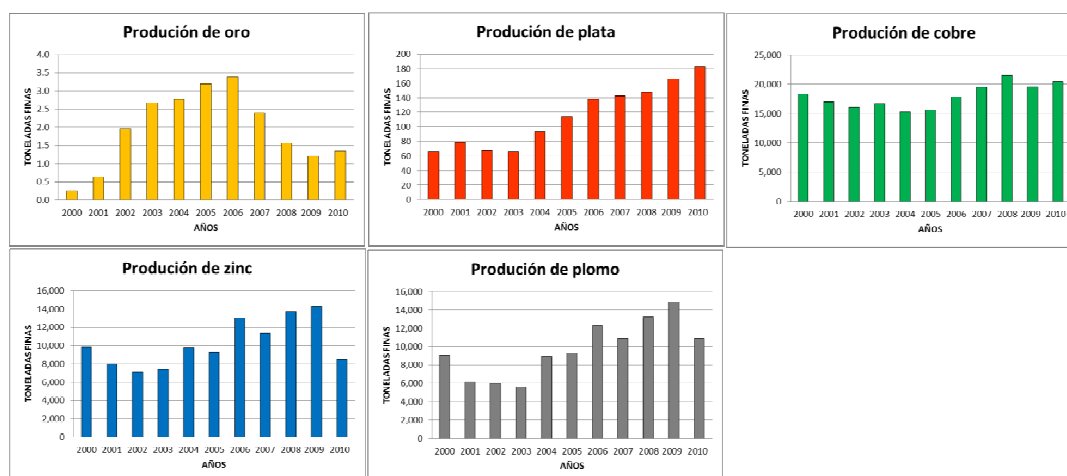 Produción de oro
TONELADAS FINAS
4.0
3.5
3.0
2.5
2.0
1.5
1.0
0.5
0.0
2000 2001 2002 2003 2004 2005 2006 2007 2008 2009 2010
AÑOS
Produción de plata
TONELADAS FINAS
200
180
160
140
120
100
80
60
40
20
0
2000 2001 2002 2003 2004 2005 2006 2007 2008 2009 2010
AÑOS
Produción de cobre
TONELADAS FINAS
25,000
20,000
15,000
10,000
5,000
0
2000 2001 2002 2003 2004 2005 2006 2007 2008 2009 2010
AÑOS
Produción de zinc
TONELADAS FINAS
16,000
14,000
12,000
10,000
8,000
6,000
4,000
2,000
0
2000 2001 2002 2003 2004 2005 2006 2007 2008 2009 2010
AÑOS
Produción de plomo
TONELADAS FINAS
16,000
14,000
12,000
10,000
8,000
6,000
4,000
2,000
0
2000 2001 2002 2003 2004 2005 2006 2007 2008 2009 2010
AÑOS